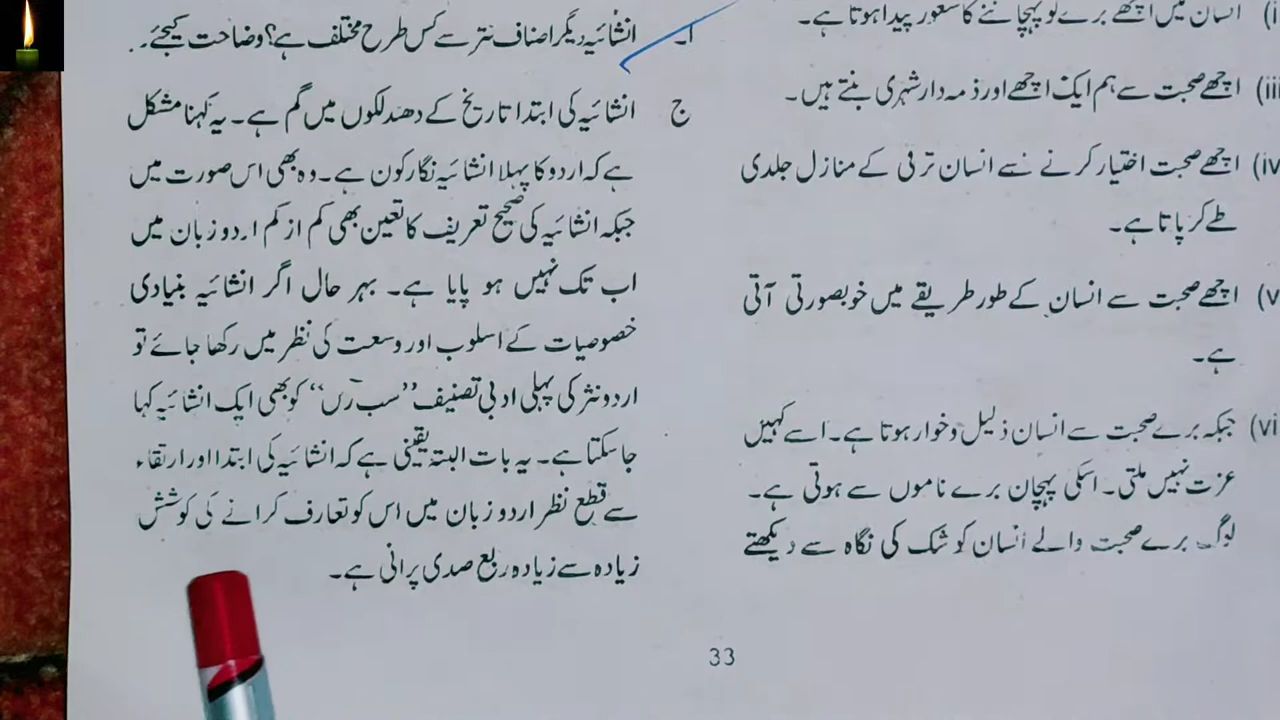 (i انسان میں اچھے برے کو پہچاننے کا شعور پیدا ہوتا ہے۔
(iii اچھے صحبت سے ہم ایک اچھے اور ذمہ دار شہری بنتے ہیں۔
(iv اچھے صحبت اختیار کرنے سے انسان ترقی کے منازل جلدی
طے کر پاتا ہے۔
(v اچھے صحبت سے انسان کے طور طریقے میں خوبصورتی آتی
ہے۔
(vi جبکہ برے صحبت سے انسان ذلیل و خوار ہوتا ہے۔ اسے کہیں
عزت نہیں ملتی۔ اسکی پہچان برے ناموں سے ہوتی ہے۔
لوگ برے صحبت والے انسان کو شک کی نگاہ سے دیکھتے
ا۔ انشائیہ دیگر اصناف نثر سے کس طرح مختلف ہے؟ وضاحت کیجئے۔
ج انشائیہ کی ابتدا تاریخ کے دھندلکوں میں گم ہے۔ یہ کہنا مشکل
ہے کہ اردو کا پہلا انشائیہ نگار کون ہے۔ وہ بھی اس صورت میں
جبکہ انشائیہ کی صحیح تعریف کا تعین بھی کم از کم اردو زبان میں
اب تک نہیں ہو پایا ہے۔ بہر حال اگر انشائیہ بنیادی
خصوصیات کے اسلوب اور وسعت کی نظر میں رکھا جائے تو
اردو نثر کی پہلی ادبی تصنیف ”سب رس“ کو بھی ایک انشائیہ کہا
جا سکتا ہے۔ یہ بات البتہ یقینی ہے کہ انشائیہ کی ابتدا اور ارتقاء
سے قطع نظر اردو زبان میں اس کو تعارف کرانے کی کوشش
زیادہ سے زیادہ ربع صدی پرانی ہے۔
33